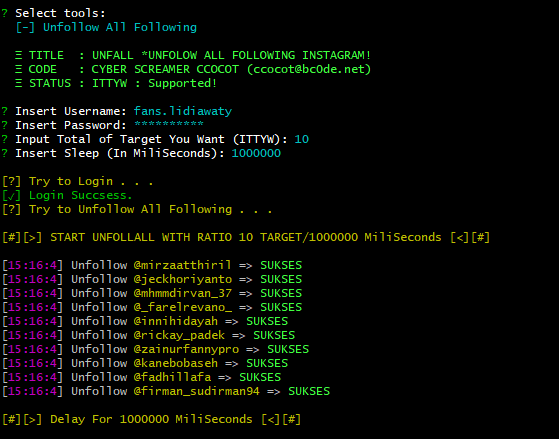 ? Select tools:
[-] Unfollow All Following
Ξ TITLE : UNFALL *UNFOLOW ALL FOLLOWING INSTAGRAM!
Ξ CODE : CYBER SCREAMER CCOCOT (ccocot@bc0de.net)
Ξ STATUS : ITTYW : Supported!
? Insert Username: fans.lidiawaty
? Insert Password: **********
? Input Total of Target You Want (ITTYW): 10
? Insert Sleep (In MiliSeconds): 1000000
[?] Try to Login . . .
[√] Login Succsess.
[?] Try to Unfollow All Following . . .
[#][>] START UNFOLLALL WITH RATIO 10 TARGET/1000000 MiliSeconds [<][#]
[15:16:4] Unfollow @mirzaatthiril => SUKSES
[15:16:4] Unfollow @jeckhoriyanto => SUKSES
[15:16:4] Unfollow @mhmmdirvan_37 => SUKSES
[15:16:4] Unfollow @_farelrevano_ => SUKSES
[15:16:4] Unfollow @innihidayah => SUKSES
[15:16:4] Unfollow @rickay_padek => SUKSES
[15:16:4] Unfollow @zainurfannypro => SUKSES
[15:16:4] Unfollow @kanebobaseh => SUKSES
[15:16:4] Unfollow @fadhillafa => SUKSES
[15:16:4] Unfollow @firman_sudirman94 => SUKSES
[#][>] Delay For 1000000 MiliSeconds [<][#]